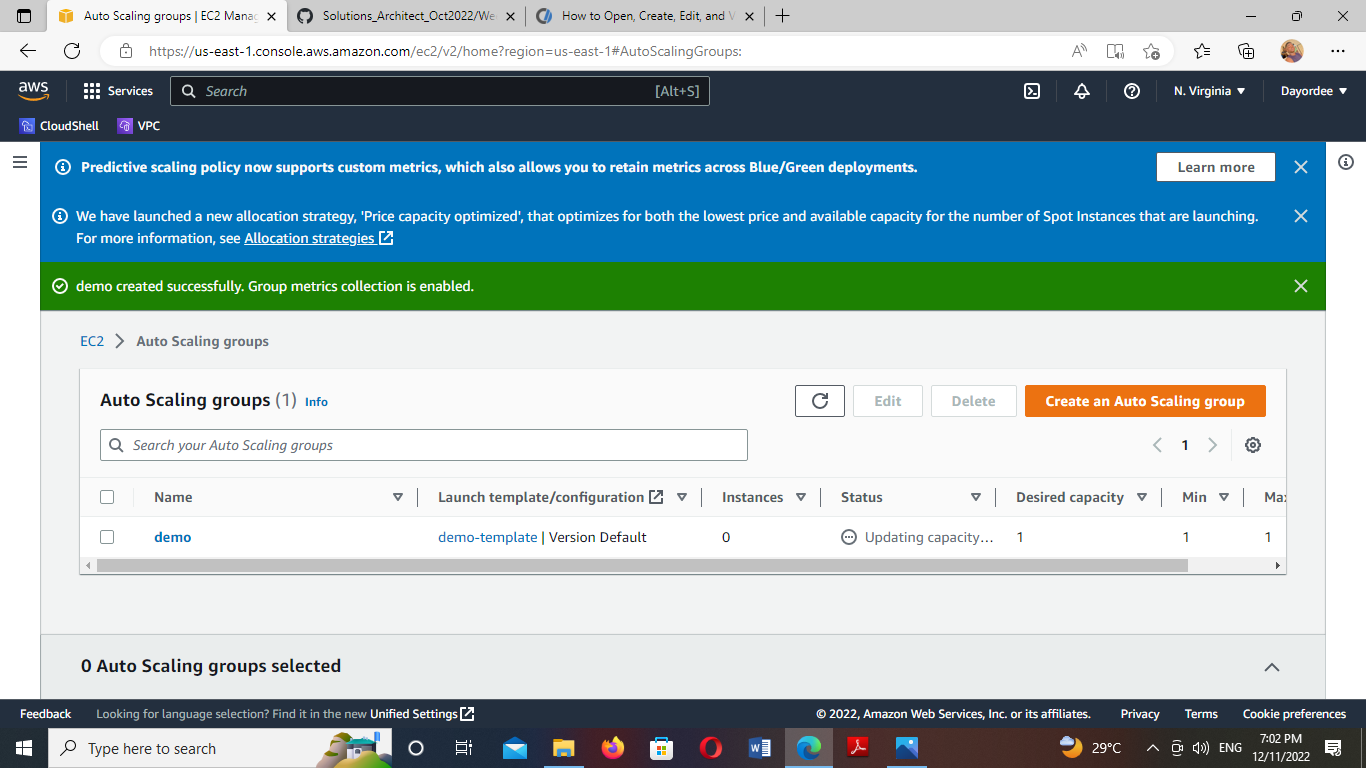 Auto Scaling groups | EC2 Manag
Solutions_Architect_Oct2022/We
How to Open, Create, Edit, and V
https://us-east-1.console.aws.amazon.com/ec2/v2/home?region=us-east-1#AutoScalingGroups:
aws
Services
Search
[Alt+S]
N. Virginia
Dayordee
CloudShell
VPC
Predictive scaling policy now supports custom metrics, which also allows you to retain metrics across Blue/Green deployments.
Learn more
We have launched a new allocation strategy, 'Price capacity optimized', that optimizes for both the lowest price and available capacity for the number of Spot Instances that are launching.
For more information, see Allocation strategies
demo created successfully. Group metrics collection is enabled.
EC2 > Auto Scaling groups
Auto Scaling groups (1) Info
Edit
Delete
Create an Auto Scaling group
Search your Auto Scaling groups
1
Name
Launch template/configuration
Instances
Status
Desired capacity
Min
Max
demo
demo-template | Version Default
0
Updating capacity...
1
1
1
0 Auto Scaling groups selected
Feedback
Looking for language selection? Find it in the new Unified Settings
© 2022, Amazon Web Services, Inc. or its affiliates.
Privacy
Terms
Cookie preferences
Type here to search
29°C
ENG
7:02 PM
12/11/2022